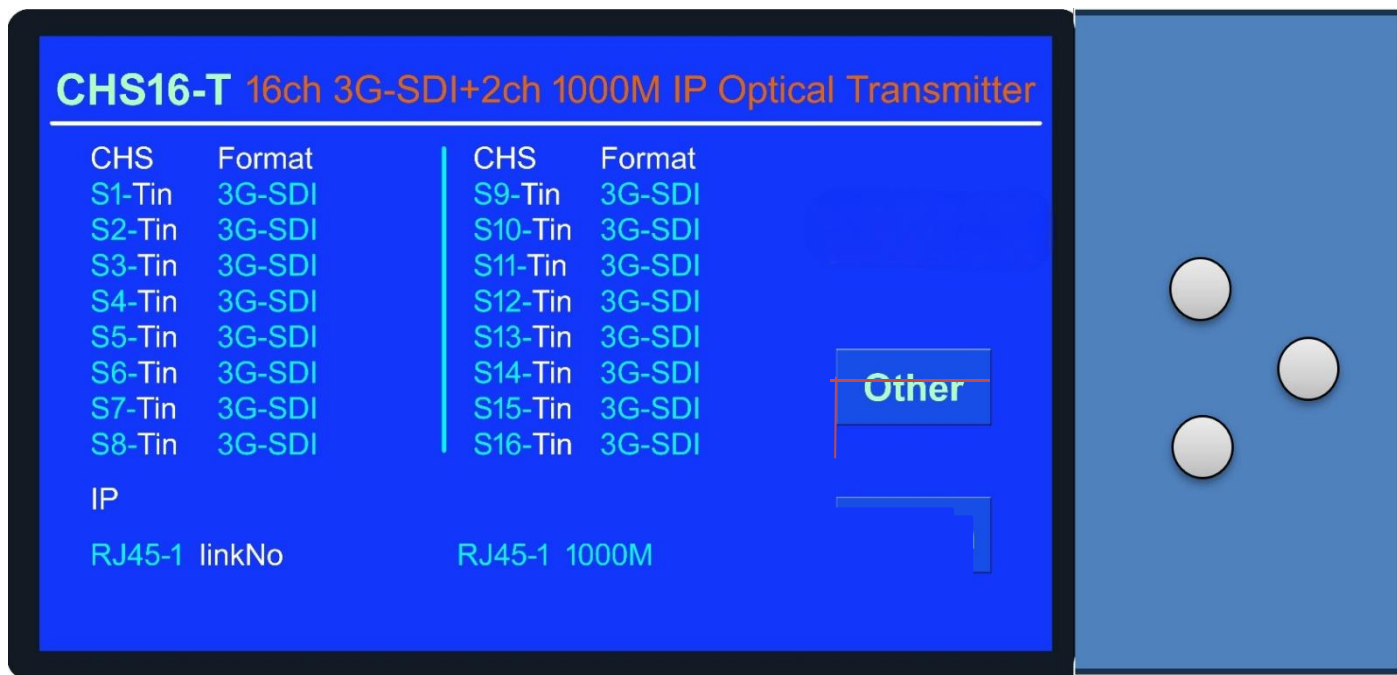 CHS16-T 16ch 3G-SDI+2ch 1000M IP Optical Transmitter
CHS Format CHS Format
S1-Tin 3G-SDI S9-Tin 3G-SDI
S2-Tin 3G-SDI S10-Tin 3G-SDI
S3-Tin 3G-SDI S11-Tin 3G-SDI
S4-Tin 3G-SDI S12-Tin 3G-SDI
S5-Tin 3G-SDI S13-Tin 3G-SDI
S6-Tin 3G-SDI S14-Tin 3G-SDI
S7-Tin 3G-SDI S15-Tin 3G-SDI
S8-Tin 3G-SDI S16-Tin 3G-SDI
Other
IP
RJ45-1 linkNo RJ45-1 1000M